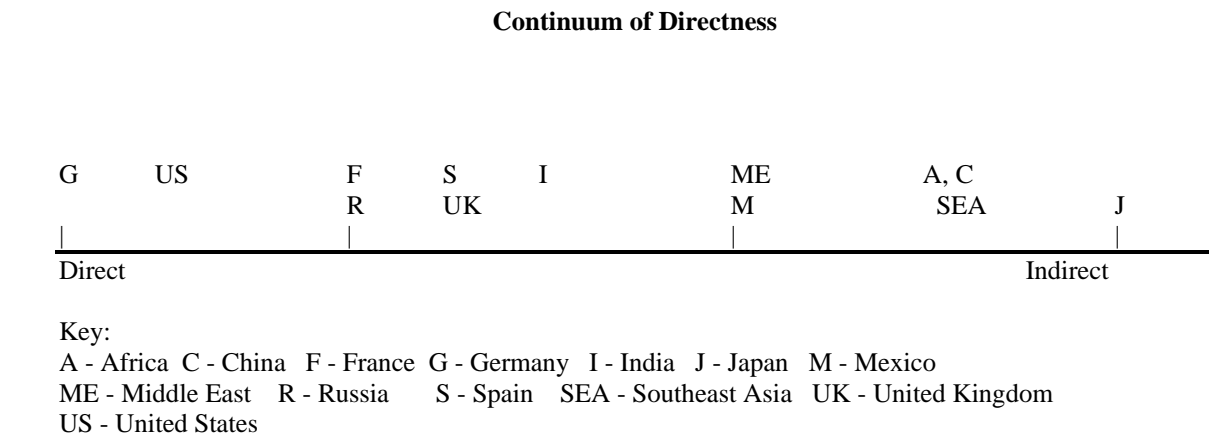 Continuum of Directness
G US F S I ME A, C
R UK M SEA J
| | | |
Direct Indirect
Key:
A - Africa C - China F - France G - Germany I - India J - Japan M - Mexico
ME - Middle East R - Russia S - Spain SEA - Southeast Asia UK - United Kingdom
US - United States